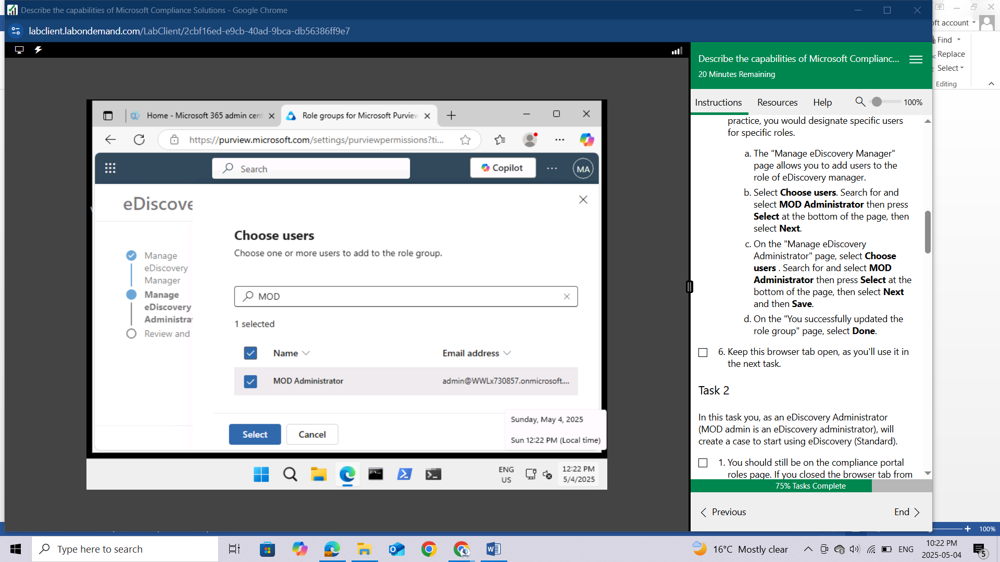 Describe the capabilities of Microsoft Compliance Solutions - Google Chrome
labclient.labondemand.com/LabClient/2cbf16ed-e9cb-40ad-9bca-db56386ff9e7
Home - Microsoft 365 admin cent
Role groups for Microsoft Purview
https://purview.microsoft.com/settings/purviewpermissions?ti...
Search
Copilot
MA
eDiscove
Manage
eDiscovery
Manager
Manage
eDiscovery
Administra
Review and
Choose users
Choose one or more users to add to the role group.
MOD
1 selected
Name
Email address
MOD Administrator
admin@WWLx730857.onmicrosoft....
Select
Cancel
Sunday, May 4, 2025
Sun 12:22 PM (Local time)
ENG
US
12:22 PM
5/4/2025
Describe the capabilities of Microsoft Complianc...
20 Minutes Remaining
Instructions
Resources
Help
100%
practice, you would designate specific users
for specific roles.
a. The "Manage eDiscovery Manager"
page allows you to add users to the
role of eDiscovery manager.
b. Select Choose users. Search for and
select MOD Administrator then press
Select at the bottom of the page, then
select Next.
c. On the "Manage eDiscovery
Administrator" page, select Choose
users . Search for and select MOD
Administrator then press Select at the
bottom of the page, then select Next
and then Save.
d. On the "You successfully updated the
role group" page, select Done.
6. Keep this browser tab open, as you'll use it in
the next task.
Task 2
In this task you, as an eDiscovery Administrator
(MOD admin is an eDiscovery administrator), will
create a case to start using eDiscovery (Standard).
1. You should still be on the compliance portal
roles page. If you closed the browser tab from
75% Tasks Complete
Previous
End
oft account
Find
Replace
Select
Editing
100%
Type here to search
16°C Mostly clear
ENG
10:22 PM
2025-05-04
5